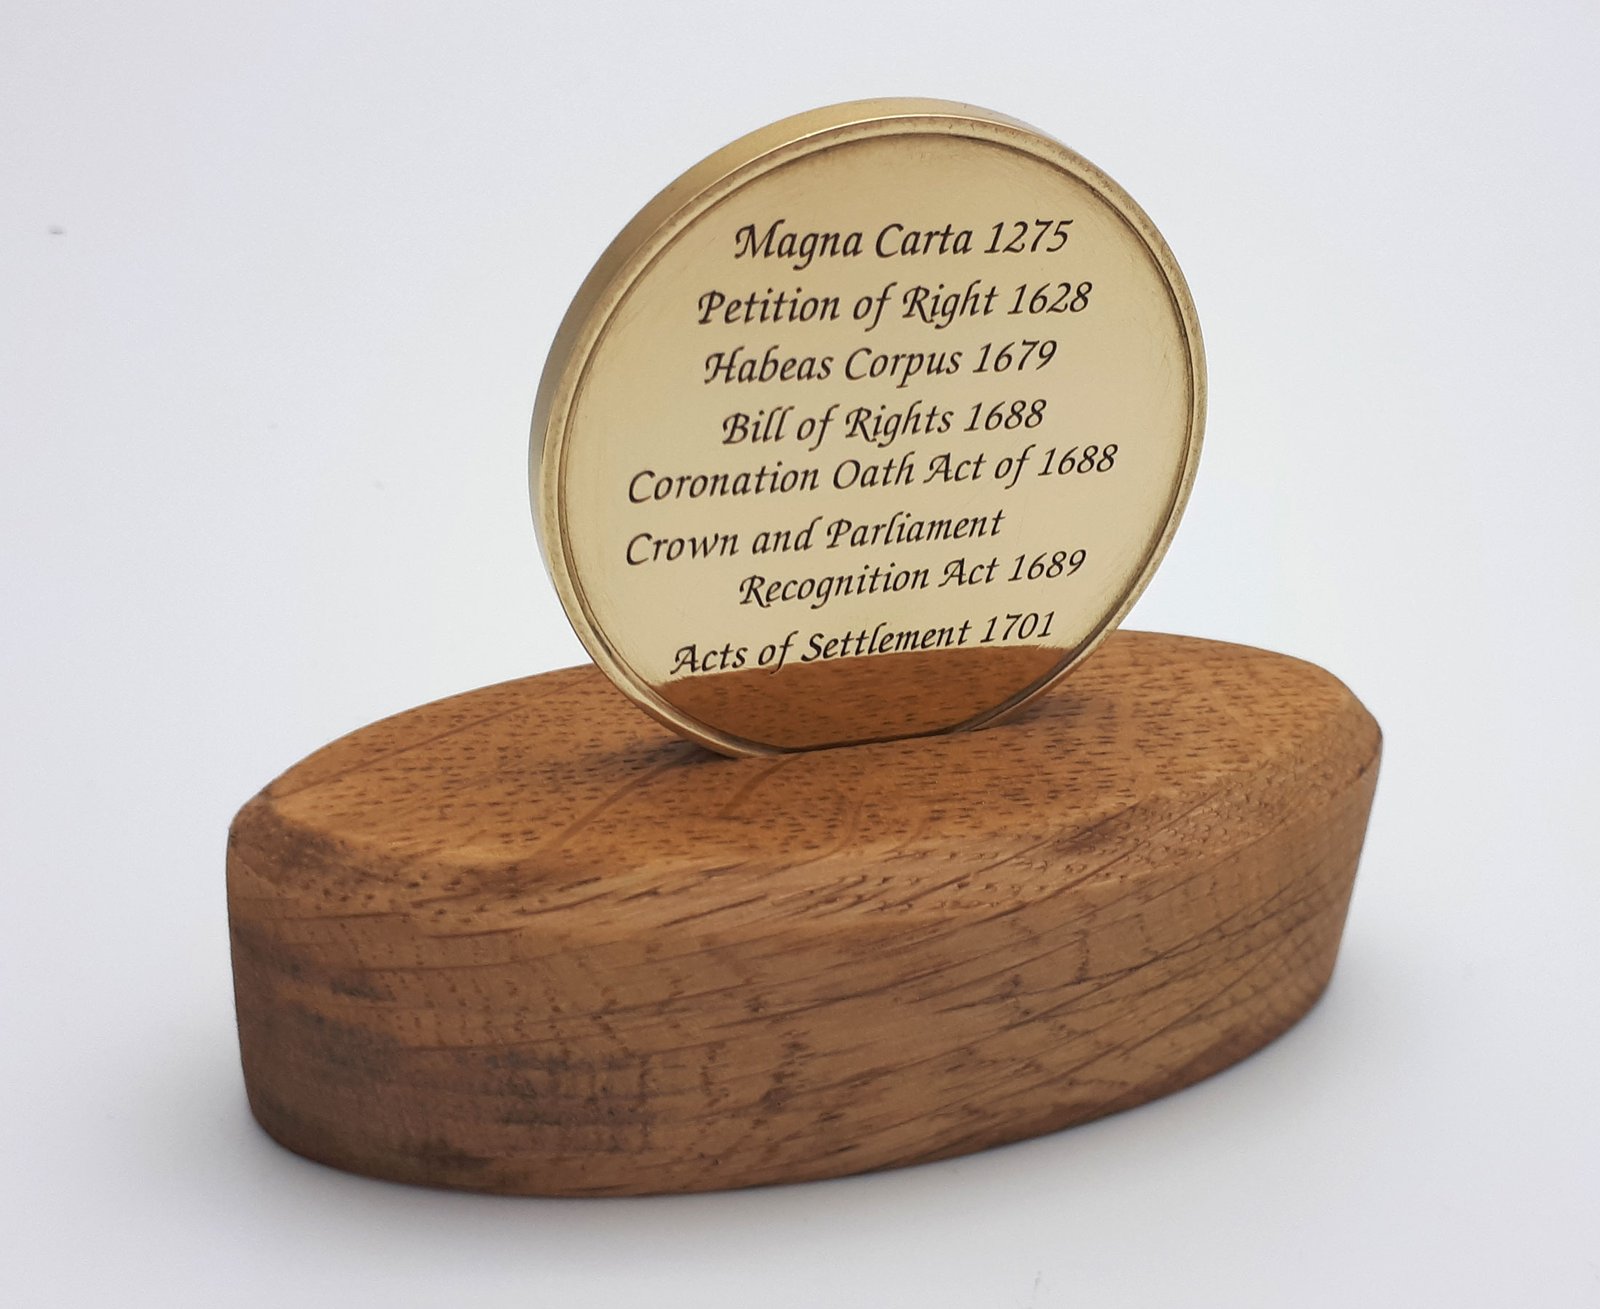 Magna Carta 1275
Petition of Right 1628
Habeas Corpus 1679
Bill of Rights 1688
Coronation Oath Act of 1688
Crown and Parliament
Recognition Act 1689
Acts of Settlement 1701